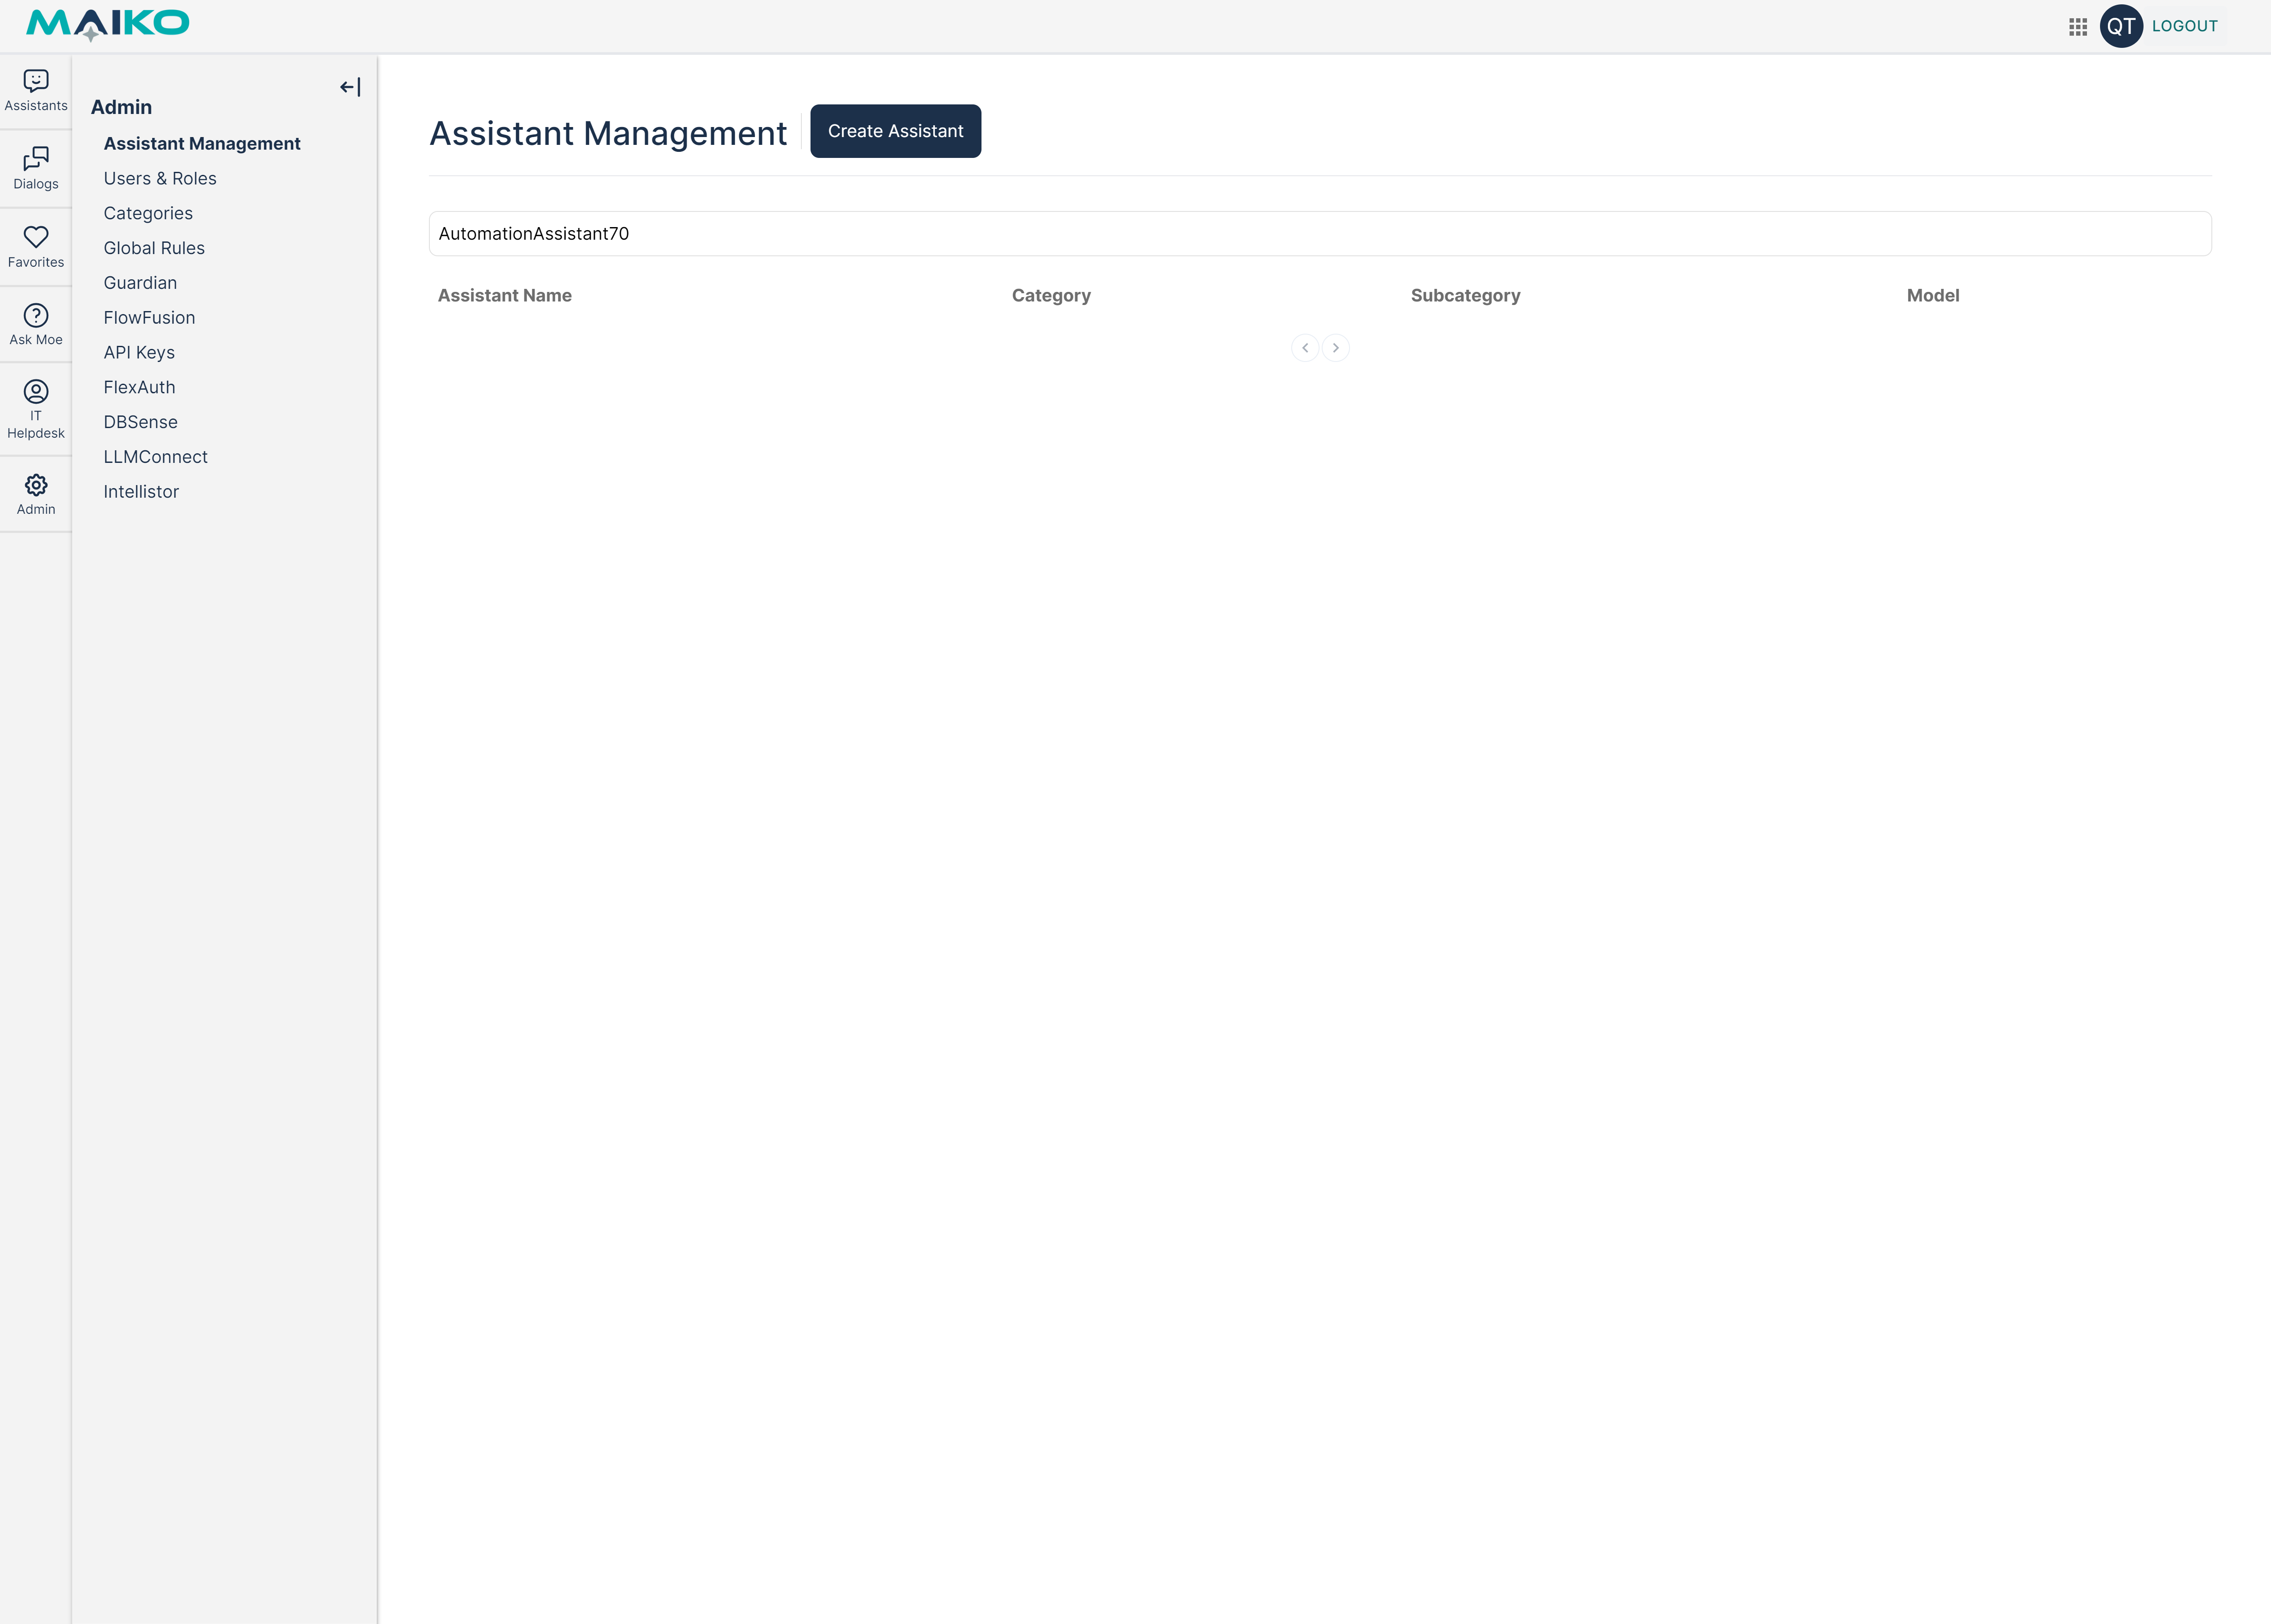 MAIKO
QT LOGOUT
Assistants
Dialogs
Favorites
Ask Moe
IT
Helpdesk
Admin
Admin
Assistant Management
Users & Roles
Categories
Global Rules
Guardian
FlowFusion
API Keys
FlexAuth
DBSense
LLMConnect
Intellistor
Assistant Management
Create Assistant
AutomationAssistant70
Assistant Name Category Subcategory Model